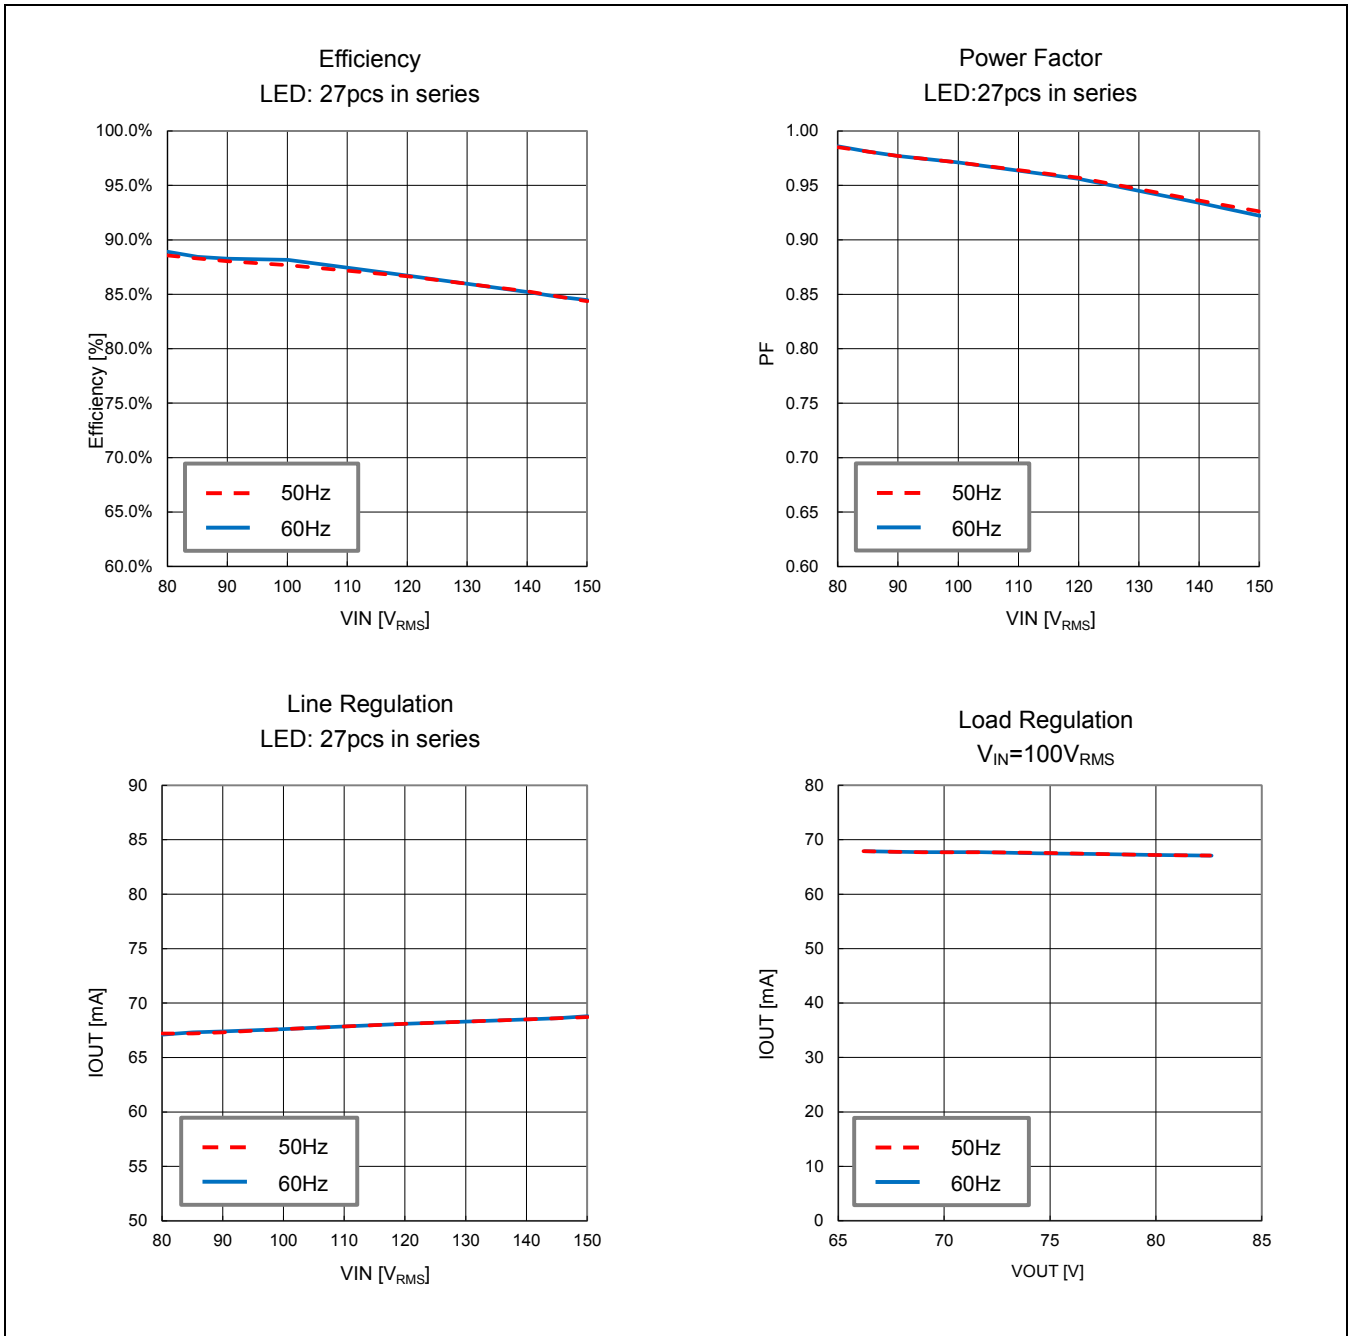 Efficiency
LED: 27pcs in series
100.0%
95.0%
90.0%
85.0%
80.0%
75.0%
70.0%
65.0%
60.0%
Efficiency [%]
50Hz
60Hz
80 90 100 110 120 130 140 150
VIN [VRMS]
Power Factor
LED:27pcs in series
1.00
0.95
0.90
0.85
0.80
0.75
0.70
0.65
0.60
PF
50Hz
60Hz
80 90 100 110 120 130 140 150
VIN [VRMS]
Line Regulation
LED: 27pcs in series
90
85
80
75
70
65
60
55
50
IOUT [mA]
50Hz
60Hz
80 90 100 110 120 130 140 150
VIN [VRMS]
Load Regulation
VIN=100VRMS
80
70
60
50
40
30
20
10
0
IOUT [mA]
50Hz
60Hz
65 70 75 80 85
VOUT [V]